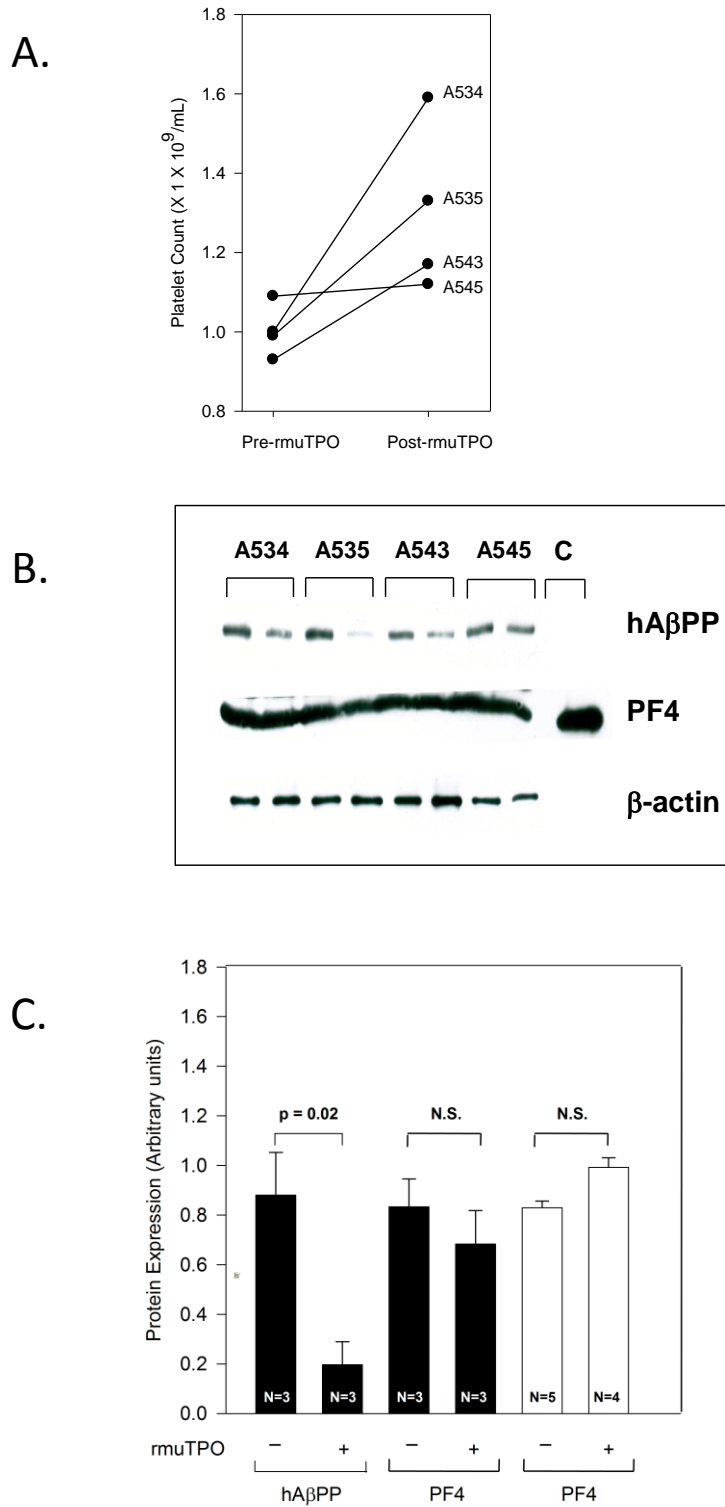 A.
Platelet Count (X 1 X 10⁹/mL)
1.8
1.6
1.4
1.2
1.0
0.8
A534
A535
A543
A545
Pre-rmuTPO Post-rmuTPO
B.
A534 A535 A543 A545 C
hAβPP
PF4
β-actin
C.
Protein Expression (Arbitrary units)
1.8
1.6
1.4
1.2
1.0
0.8
0.6
0.4
0.2
0.0
p = 0.02 N.S. N.S.
N=3 N=3 N=3 N=3 N=5 N=4
rmuTPO − + − + − +
hAβPP PF4 PF4